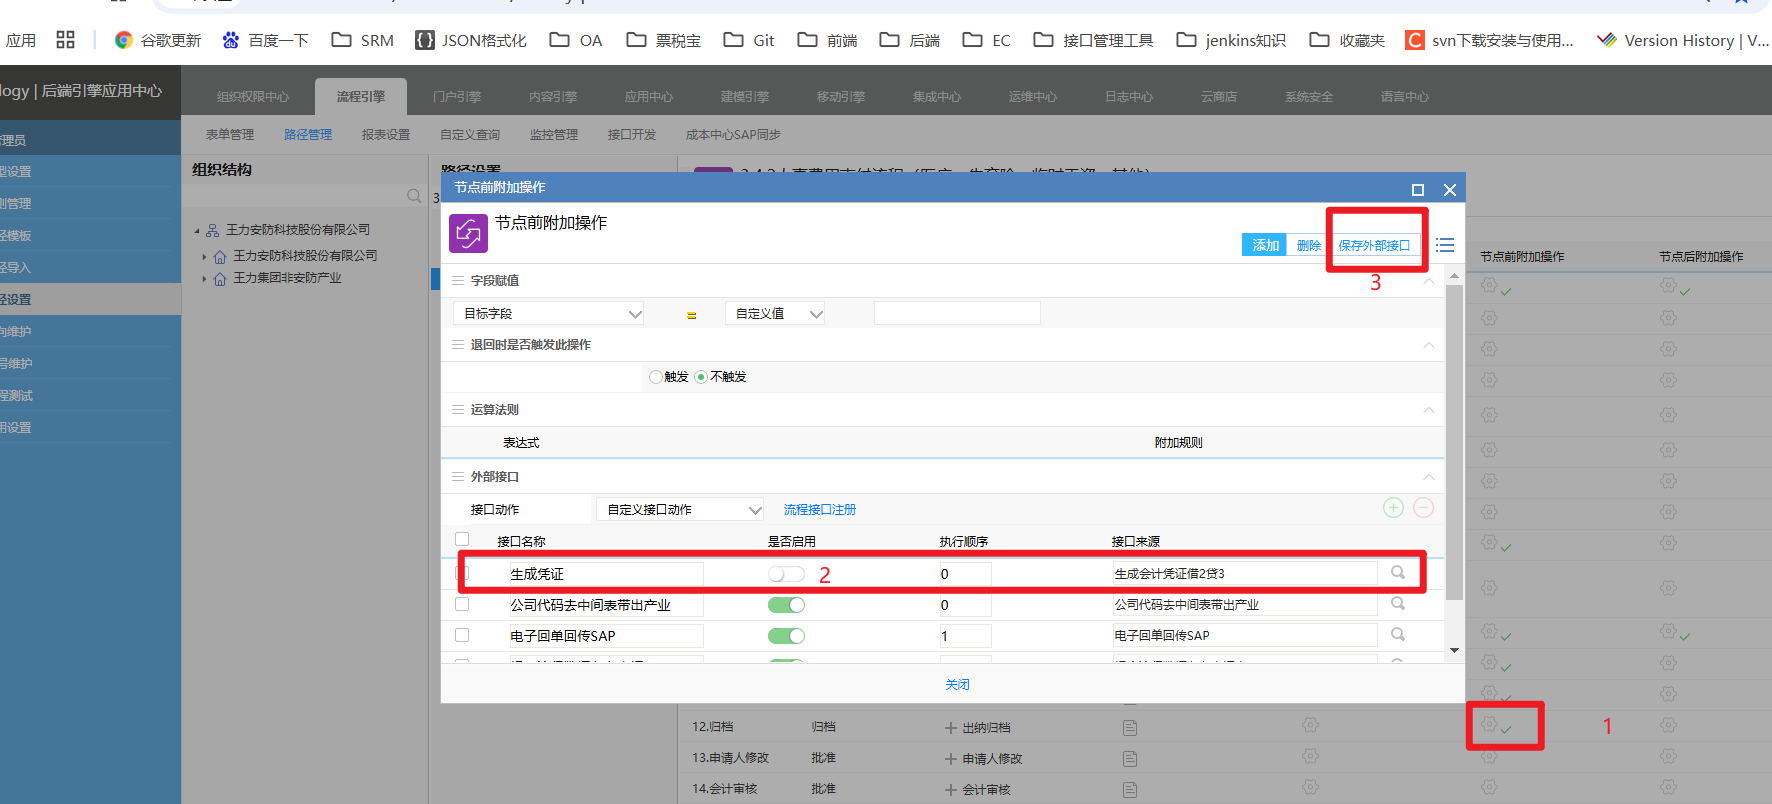 应用 谷歌更新 百度一下 SRM JSON格式化 OA 票税宝 Git 前端 后端 EC 接口管理工具 jenkins知识 收藏夹 svn下载安装与使用... Version History | V...
logy | 后端引擎应用中心 组织权限中心 流程引擎 门户引擎 内容引擎 应用中心 建模引擎 移动引擎 集成中心 运维中心 日志中心 云商店 系统安全 语言中心
表单管理 路径管理 报表设置 自定义查询 监控管理 接口开发 成本中心SAP同步
管理员
型设置
则管理
径模板
径导入
径设置
向维护
号维护
程测试
用设置
组织结构
王力安防科技股份有限公司
王力安防科技股份有限公司
王力集团非安防产业
路径设置
节点前附加操作
节点前附加操作
添加 删除 保存外部接口
3
节点前附加操作 节点后附加操作
字段赋值
目标字段 = 自定义值
退回时是否触发此操作
触发 不触发
运算法则
表达式 附加规则
外部接口
接口动作 自定义接口动作 流程接口注册
接口名称 是否启用 执行顺序 接口来源
生成凭证 2 0 生成会计凭证借2贷3
公司代码去中间表带出产业 0 公司代码去中间表带出产业
电子回单回传SAP 1 电子回单回传SAP
关闭
12.归档 归档 出纳归档 1
13.申请人修改 批准 申请人修改
14.会计审核 批准 会计审核